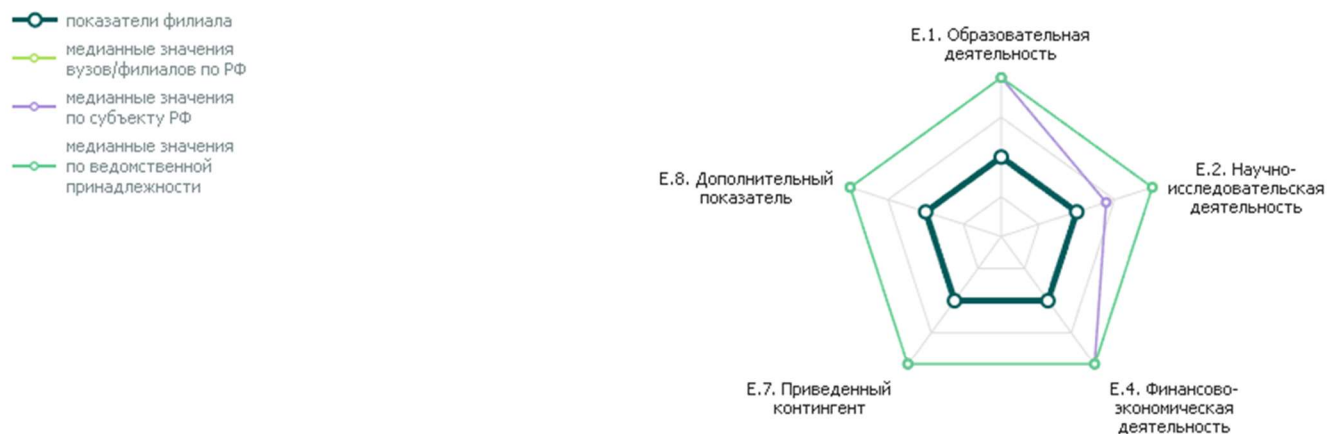 показатели филиала
медианные значения
вузов/филиалов по РФ
медианные значения
по субъекту РФ
медианные значения
по ведомственной
принадлежности
Е.1. Образовательная
деятельность
Е.2. Научно-
исследовательская
деятельность
Е.8. Дополнительный
показатель
Е.7. Приведенный
контингент
Е.4. Финансово-
экономическая
деятельность